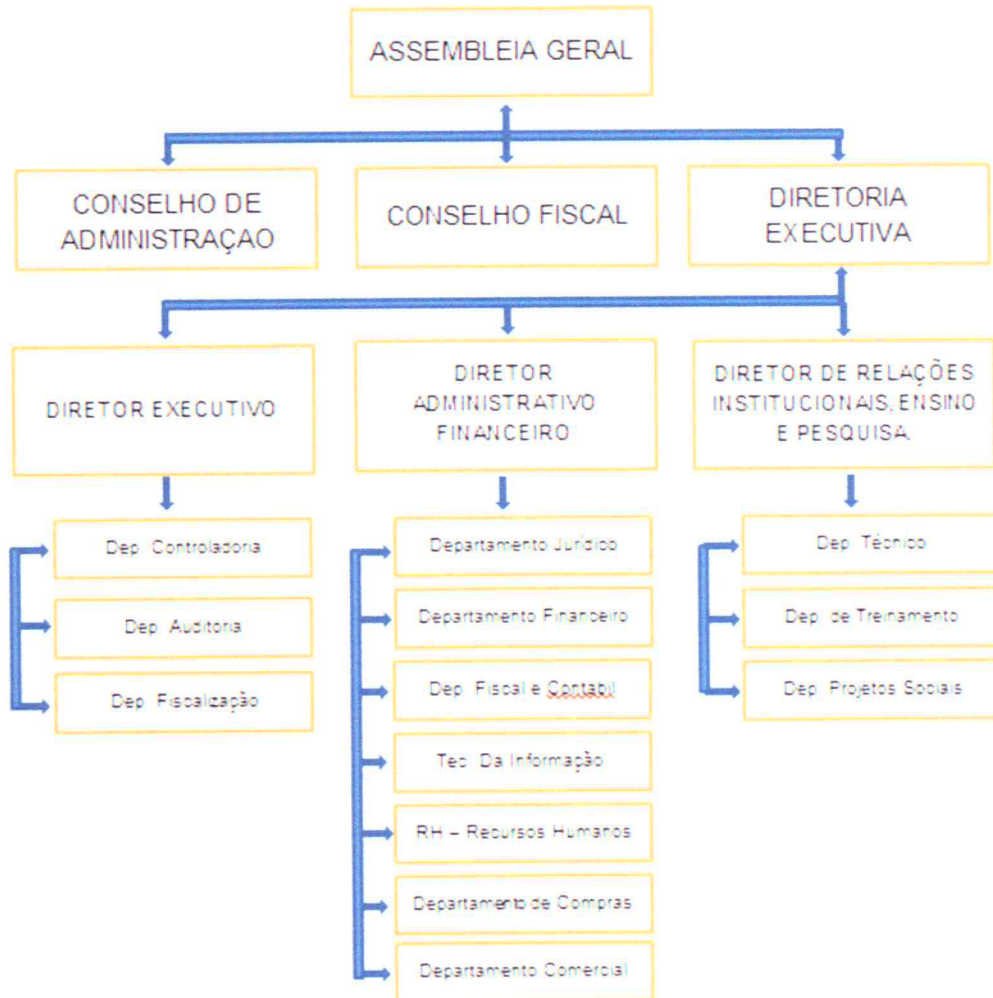 ASSEMBLEIA GERAL
CONSELHO DE
ADMINISTRAÇAO
CONSELHO FISCAL
DIRETORIA
EXECUTIVA
DIRETOR EXECUTIVO
DIRETOR
ADMINISTRATIVO
FINANCEIRO
DIRETOR DE RELAÇÕES
INSTITUCIONAIS, ENSINO
E PESQUISA.
Dep. Controladoria
Dep. Auditoria
Dep. Fiscalização
Departamento Jurídico
Departamento Financeiro
Dep. Fiscal e Contabil
Tec. Da Informação
RH – Recursos Humanos
Departamento de Compras
Departamento Comercial
Dep. Técnico
Dep. de Treinamento
Dep. Projetos Sociais